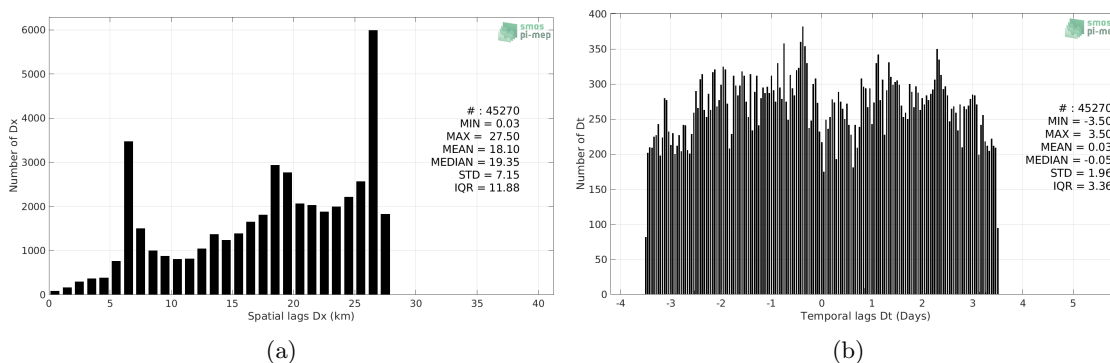 6000
5000
4000
3000
2000
1000
0
Number of Dx
0 5 10 15 20 25 30 35 40
Spatial lags Dx (km)
smos
pi-mep
# : 45270
MIN = 0.03
MAX = 27.50
MEAN = 18.10
MEDIAN = 19.35
STD = 7.15
IQR = 11.88
(a)
400
350
300
250
200
150
100
50
0
Number of Dt
-4 -3 -2 -1 0 1 2 3 4 5
Temporal lags Dt (Days)
smos
pi-mep
# : 45270
MIN = -3.50
MAX = 3.50
MEAN = 0.03
MEDIAN = -0.05
STD = 1.96
IQR = 3.36
(b)